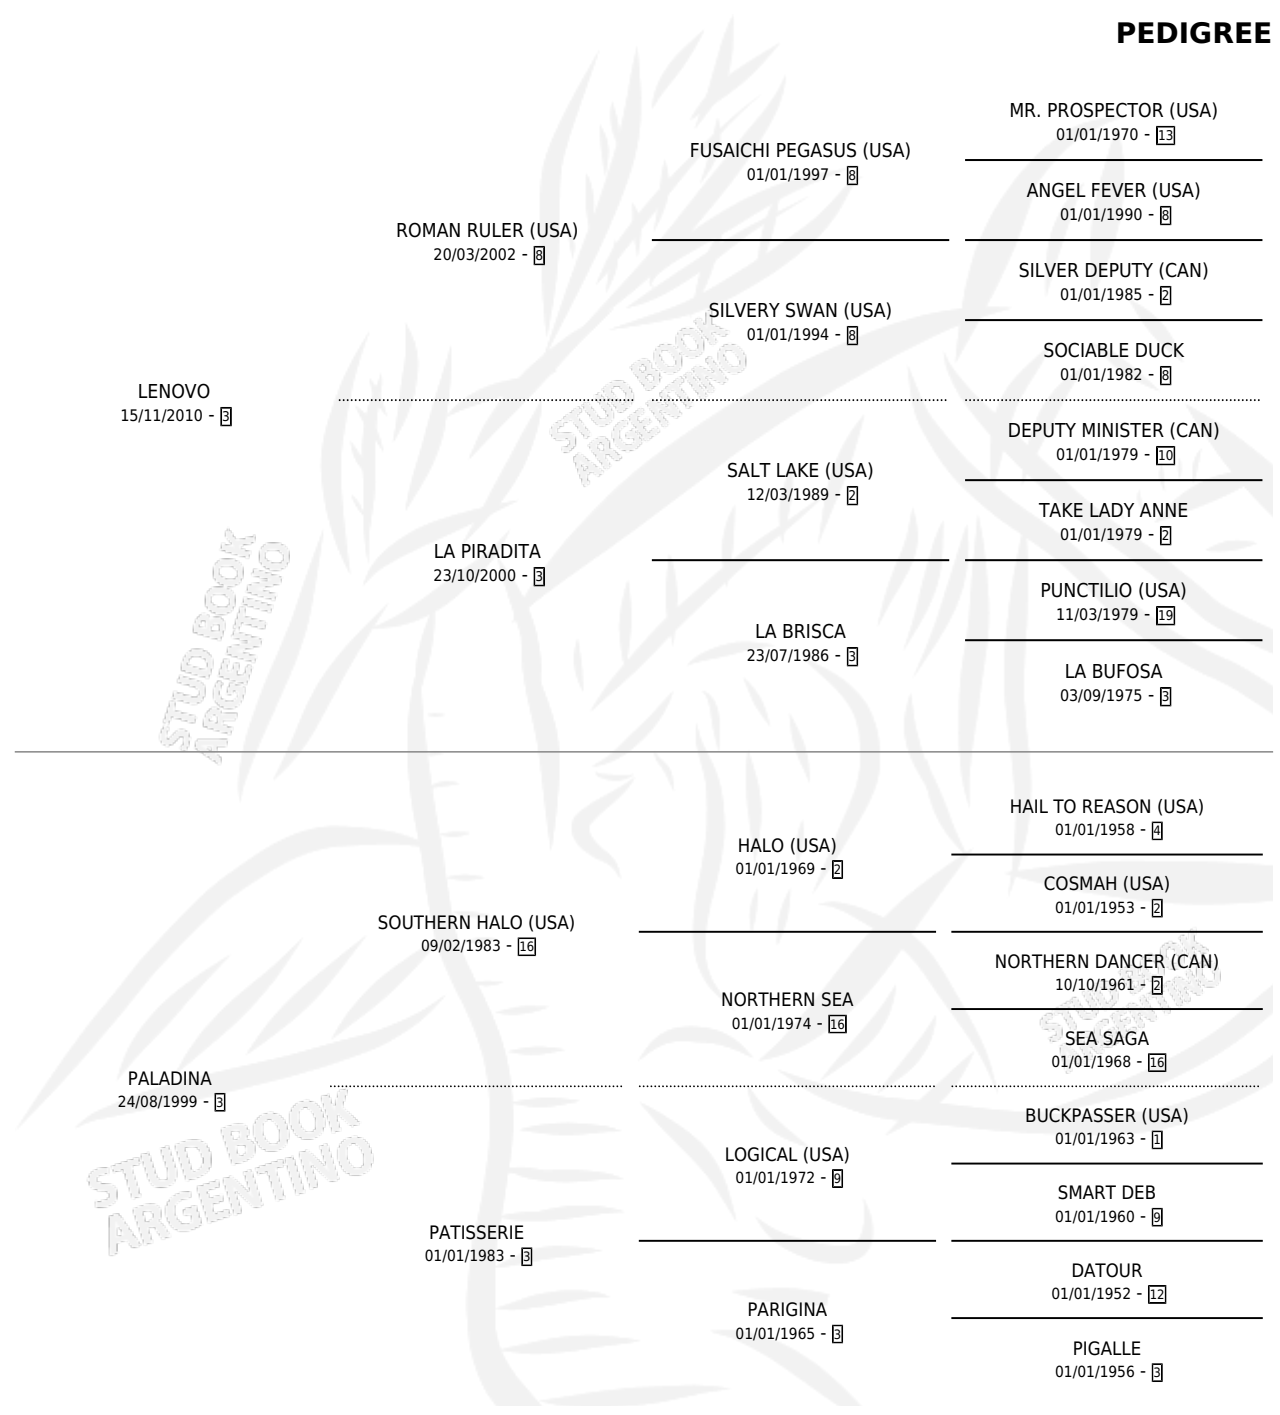 PEDIGREE
MR. PROSPECTOR (USA)
01/01/1970 - 13
FUSAICHI PEGASUS (USA)
01/01/1997 - 8
ANGEL FEVER (USA)
01/01/1990 - 8
ROMAN RULER (USA)
20/03/2002 - 8
SILVER DEPUTY (CAN)
01/01/1985 - 2
SILVERY SWAN (USA)
01/01/1994 - 8
SOCIABLE DUCK
01/01/1982 - 8
LENOVO
15/11/2010 - 3
DEPUTY MINISTER (CAN)
01/01/1979 - 10
SALT LAKE (USA)
12/03/1989 - 2
TAKE LADY ANNE
01/01/1979 - 2
LA PIRADITA
23/10/2000 - 3
PUNCTILIO (USA)
11/03/1979 - 19
LA BRISCA
23/07/1986 - 3
LA BUFOSA
03/09/1975 - 3
HAIL TO REASON (USA)
01/01/1958 - 4
HALO (USA)
01/01/1969 - 2
COSMAH (USA)
01/01/1953 - 2
SOUTHERN HALO (USA)
09/02/1983 - 16
NORTHERN DANCER (CAN)
10/10/1961 - 2
NORTHERN SEA
01/01/1974 - 16
SEA SAGA
01/01/1968 - 16
PALADINA
24/08/1999 - 3
BUCKPASSER (USA)
01/01/1963 - 1
LOGICAL (USA)
01/01/1972 - 9
SMART DEB
01/01/1960 - 9
PATISSERIE
01/01/1983 - 3
DATOUR
01/01/1952 - 12
PARIGINA
01/01/1965 - 3
PIGALLE
01/01/1956 - 3
STUD BOOK
ARGENTINO
STUD BOOK
ARGENTINO
STUD BOOK
ARGENTINO
STUD BOOK
ARGENTINO